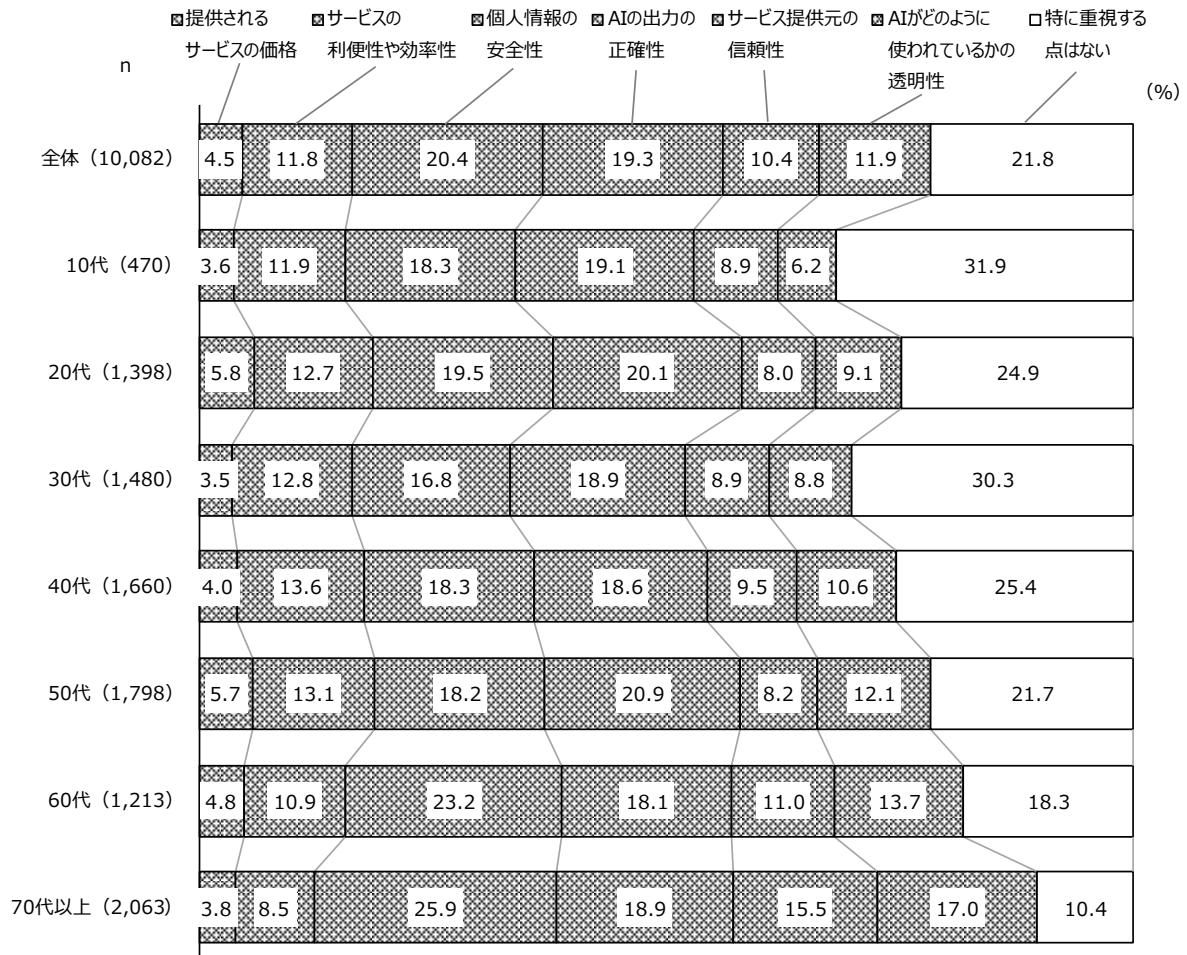 提供される サービスの 個人情報の AIの出力の サービス提供元の AIがどのように 特に重視する
サービスの価格 利便性や効率性 安全性 正確性 信頼性 使われているかの 点はない
透明性
n
(%)
全体（10,082） 4.5 11.8 20.4 19.3 10.4 11.9 21.8
10代（470） 3.6 11.9 18.3 19.1 8.9 6.2 31.9
20代（1,398） 5.8 12.7 19.5 20.1 8.0 9.1 24.9
30代（1,480） 3.5 12.8 16.8 18.9 8.9 8.8 30.3
40代（1,660） 4.0 13.6 18.3 18.6 9.5 10.6 25.4
50代（1,798） 5.7 13.1 18.2 20.9 8.2 12.1 21.7
60代（1,213） 4.8 10.9 23.2 18.1 11.0 13.7 18.3
70代以上（2,063） 3.8 8.5 25.9 18.9 15.5 17.0 10.4